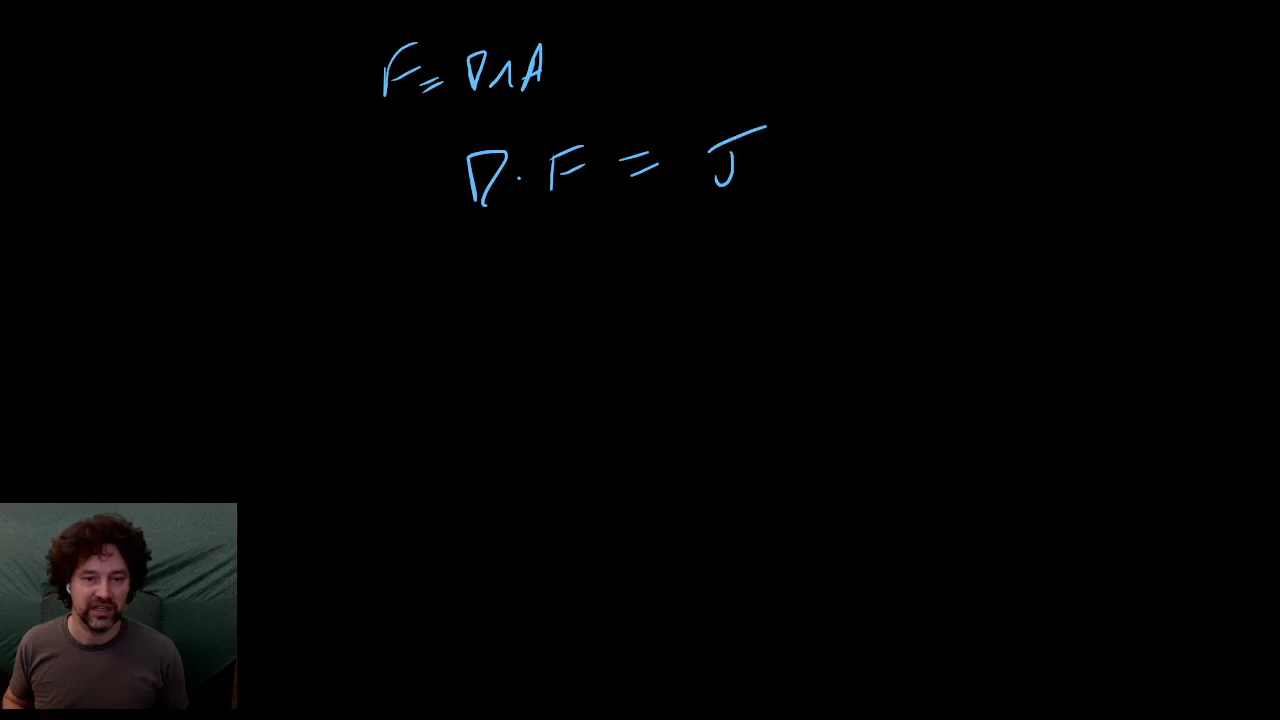 F = ∇∧A
∇·F = J